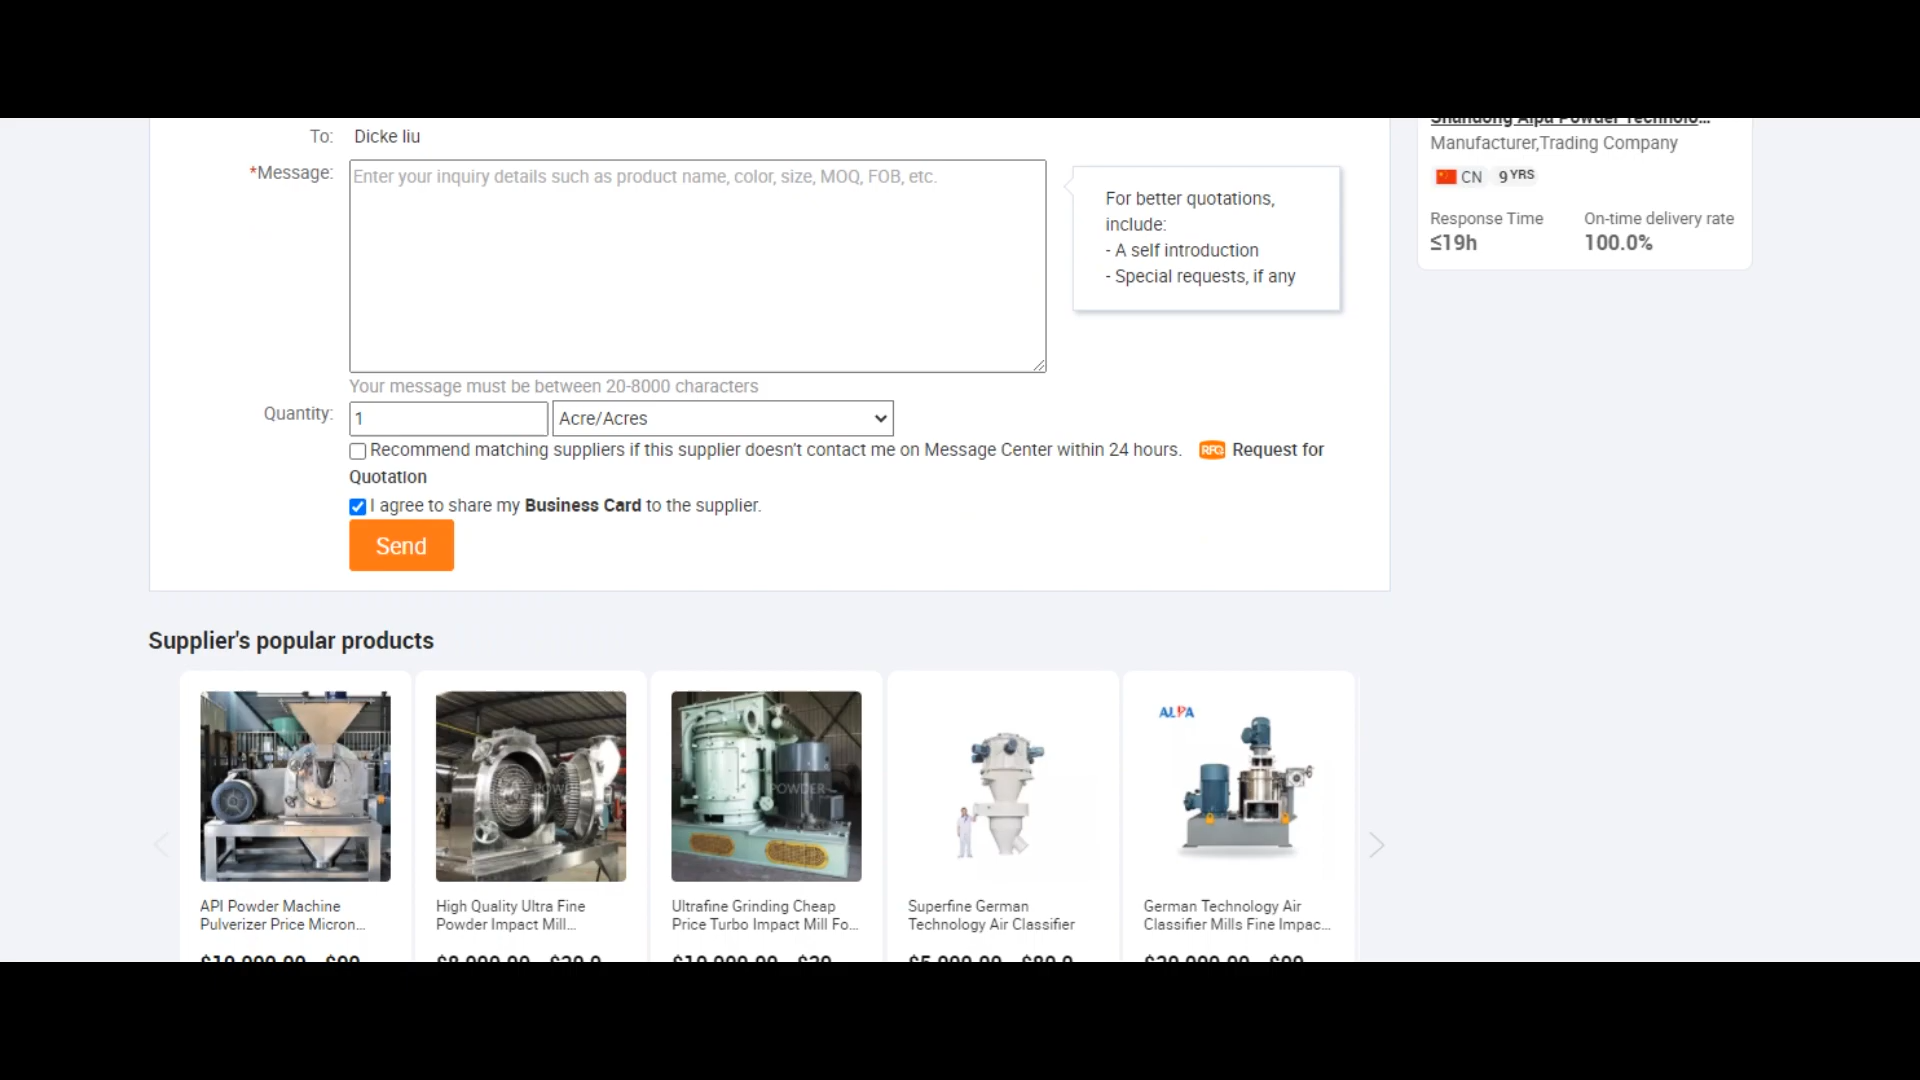 To: Dicke liu
*Message: Enter your inquiry details such as product name, color, size, MOQ, FOB, etc.
For better quotations,
include:
- A self introduction
- Special requests, if any
Your message must be between 20-8000 characters
Quantity: 1 Acre/Acres
Recommend matching suppliers if this supplier doesn't contact me on Message Center within 24 hours. RFQ Request for
Quotation
I agree to share my Business Card to the supplier.
Send
Shandong Alpa Powder Technolo...
Manufacturer,Trading Company
CN 9 YRS
Response Time On-time delivery rate
≤19h 100.0%
Supplier's popular products
POWDER
ALPA
API Powder Machine
Pulverizer Price Micron...
High Quality Ultra Fine
Powder Impact Mill...
Ultrafine Grinding Cheap
Price Turbo Impact Mill Fo...
Superfine German
Technology Air Classifier
German Technology Air
Classifier Mills Fine Impac...